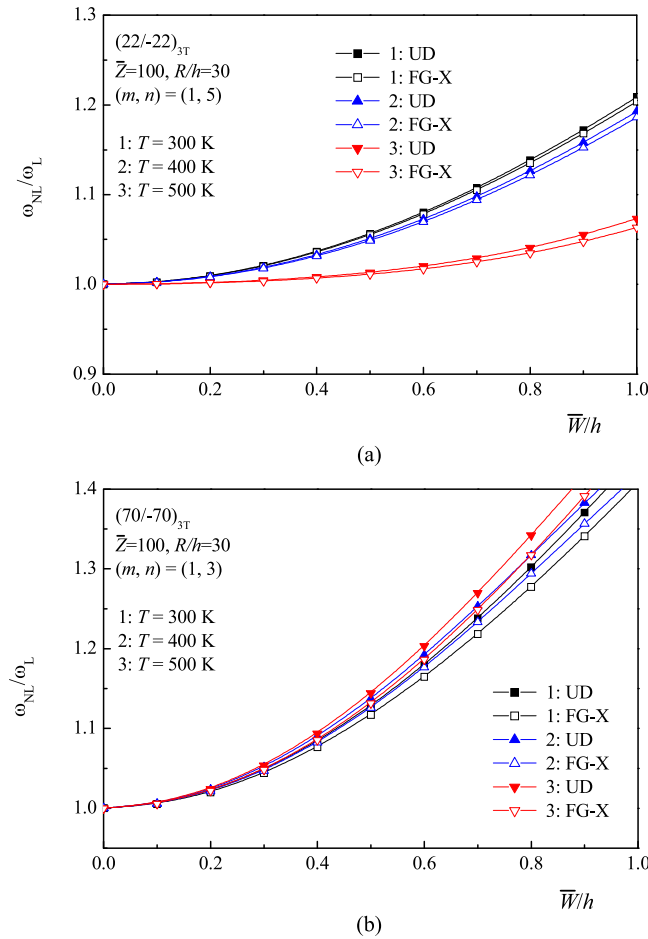 1.3
(22/-22)3T
Z̄=100, R/h=30
(m, n) = (1, 5)
1: UD
1: FG-X
2: UD
2: FG-X
3: UD
3: FG-X
1: T = 300 K
2: T = 400 K
3: T = 500 K
1.2
1.1
1.0
0.9
ωNL/ωL
0.0 0.2 0.4 0.6 0.8 1.0
W̄/h
(a)
1.4
(70/-70)3T
Z̄=100, R/h=30
(m, n) = (1, 3)
1: T = 300 K
2: T = 400 K
3: T = 500 K
1.3
1.2
1.1
1.0
ωNL/ωL
1: UD
1: FG-X
2: UD
2: FG-X
3: UD
3: FG-X
0.0 0.2 0.4 0.6 0.8 1.0
W̄/h
(b)